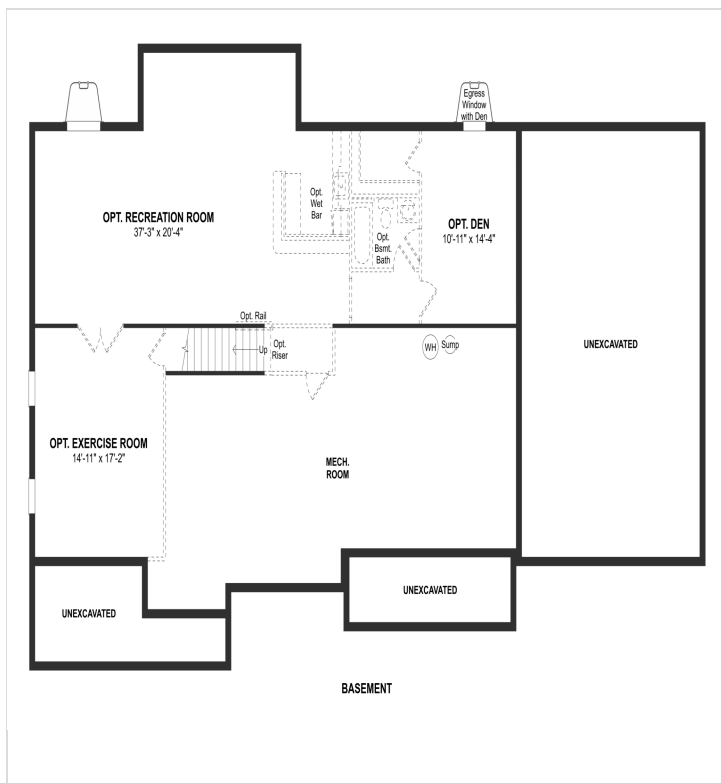 Egress
Window
with Den
OPT. RECREATION ROOM
37'-3" x 20'-4"
Opt.
Wet
Bar
Opt.
Bsmt.
Bath
OPT. DEN
10'-11" x 14'-4"
Opt. Rail
Up
Opt.
Riser
WH
Sump
UNEXCAVATED
OPT. EXERCISE ROOM
14'-11" x 17'-2"
MECH.
ROOM
UNEXCAVATED
UNEXCAVATED
BASEMENT